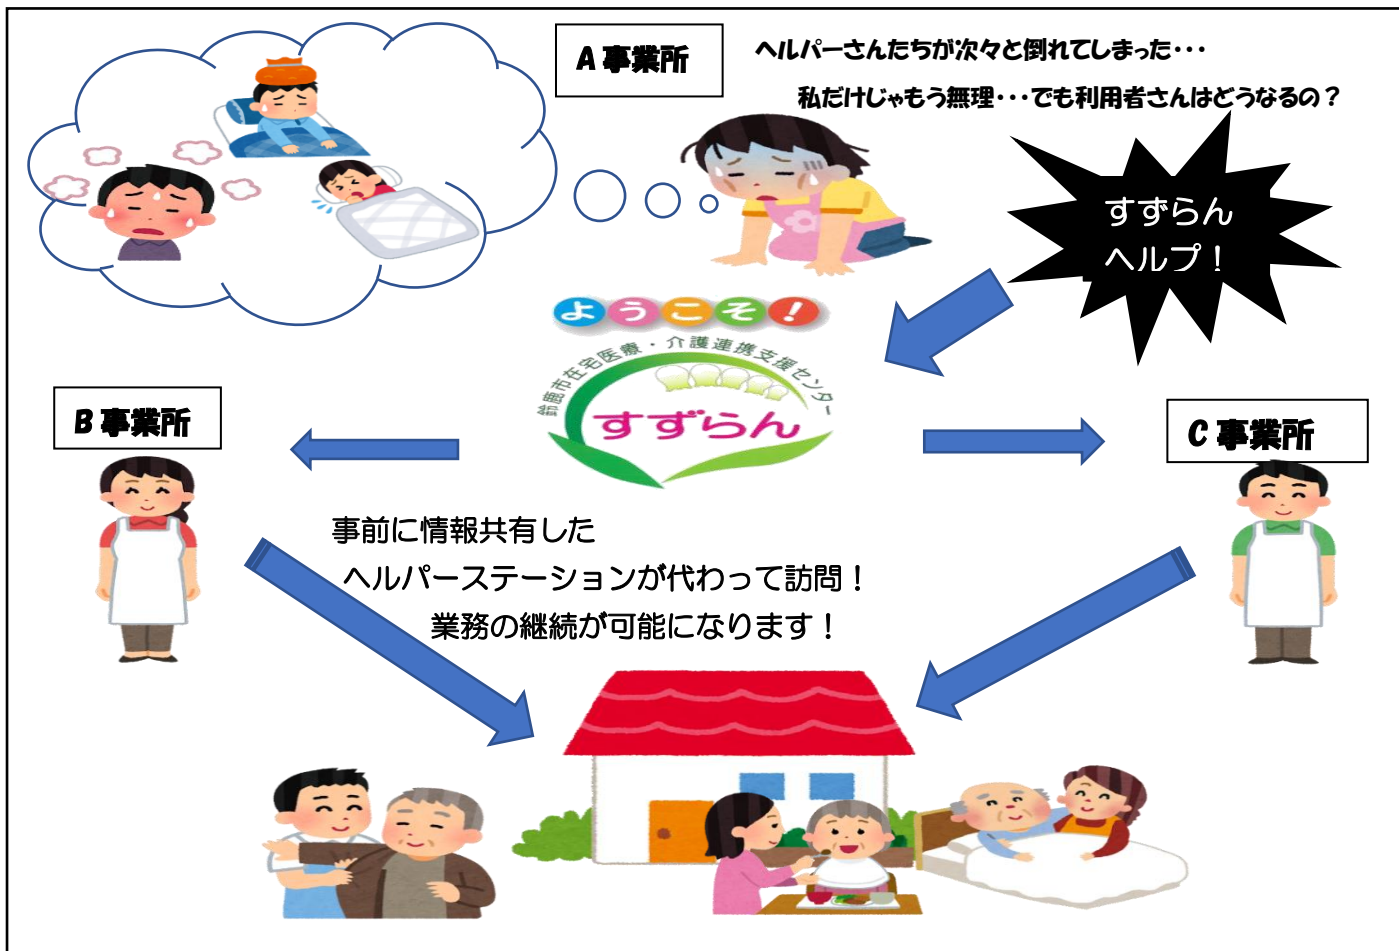 A 事業所
ヘルパーさんたちが次々と倒れてしまった・・・
私だけじゃもう無理・・・でも利用者さんはどうなるの？
すずらん
ヘルプ！
ようこそ！
鈴鹿市在宅医療・介護連携支援センター
すずらん
B 事業所
C 事業所
事前に情報共有した
ヘルパーステーションが代わって訪問！
業務の継続が可能になります！